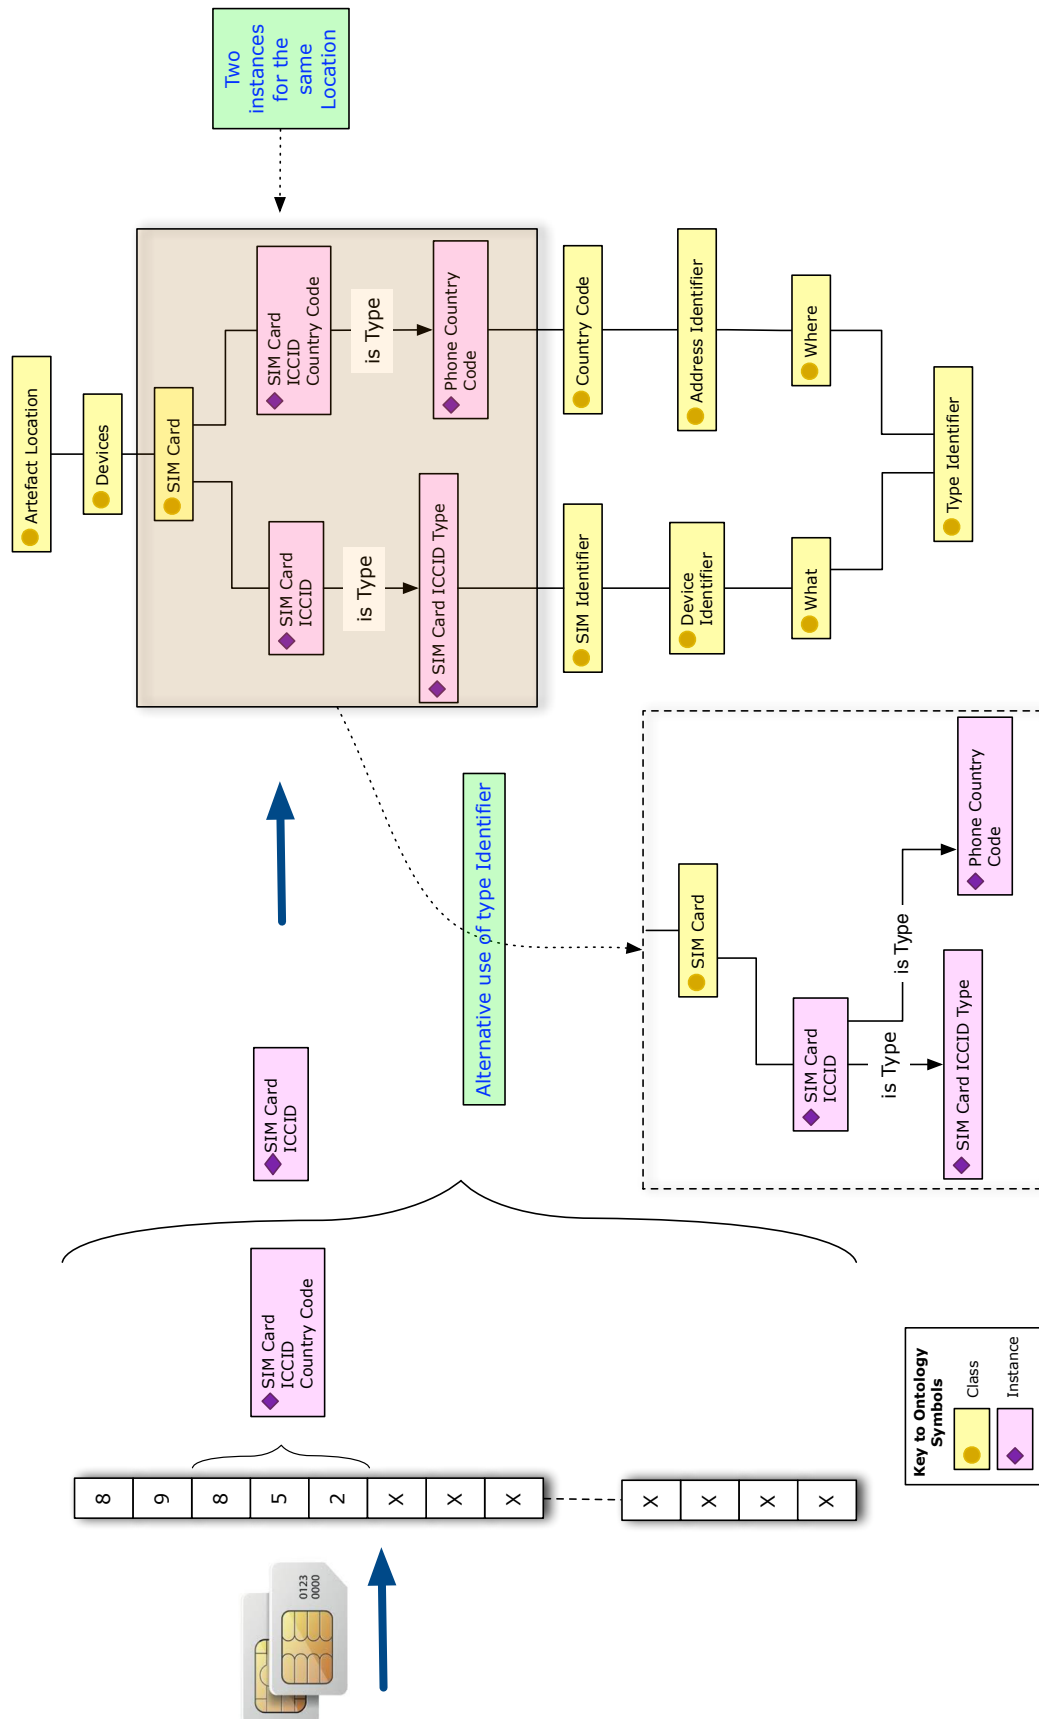 0123
0000
8
9
8
5
2
X
X
X
X
X
X
X
SIM Card
ICCID
Country Code
SIM Card
ICCID
Artefact Location
Devices
SIM Card
SIM Card
ICCID
is Type
SIM Card ICCID Type
SIM Card
ICCID
Country Code
is Type
Phone Country
Code
Two
instances
for the
same
Location
SIM Identifier
Device
Identifier
What
Country Code
Address Identifier
Where
Type Identifier
Alternative use of type Identifier
SIM Card
SIM Card
ICCID
is Type
is Type
SIM Card ICCID Type
Phone Country
Code
Key to Ontology
Symbols
Class
Instance